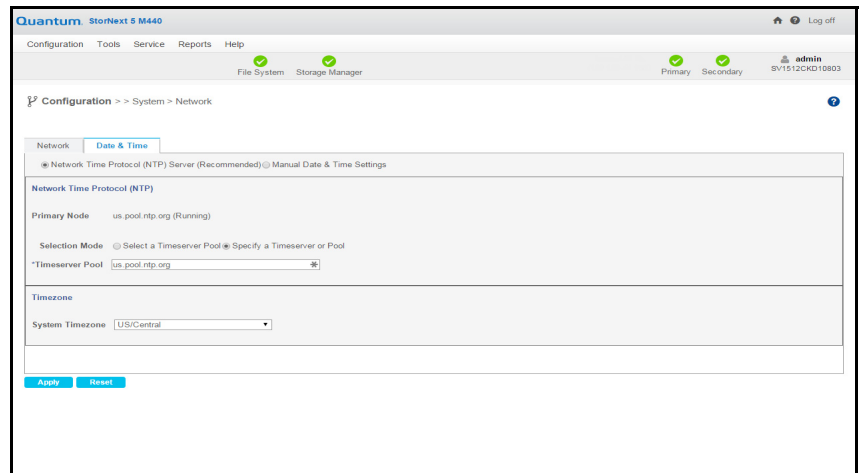 Quantum. StorNext 5 M440
Log off
Configuration Tools Service Reports Help
File System Storage Manager
Primary Secondary
admin
SV1512CKD10803
Configuration > > System > Network
Network Date & Time
Network Time Protocol (NTP) Server (Recommended) Manual Date & Time Settings
Network Time Protocol (NTP)
Primary Node us.pool.ntp.org (Running)
Selection Mode Select a Timeserver Pool Specify a Timeserver or Pool
*Timeserver Pool us.pool.ntp.org
Timezone
System Timezone US/Central
Apply Reset